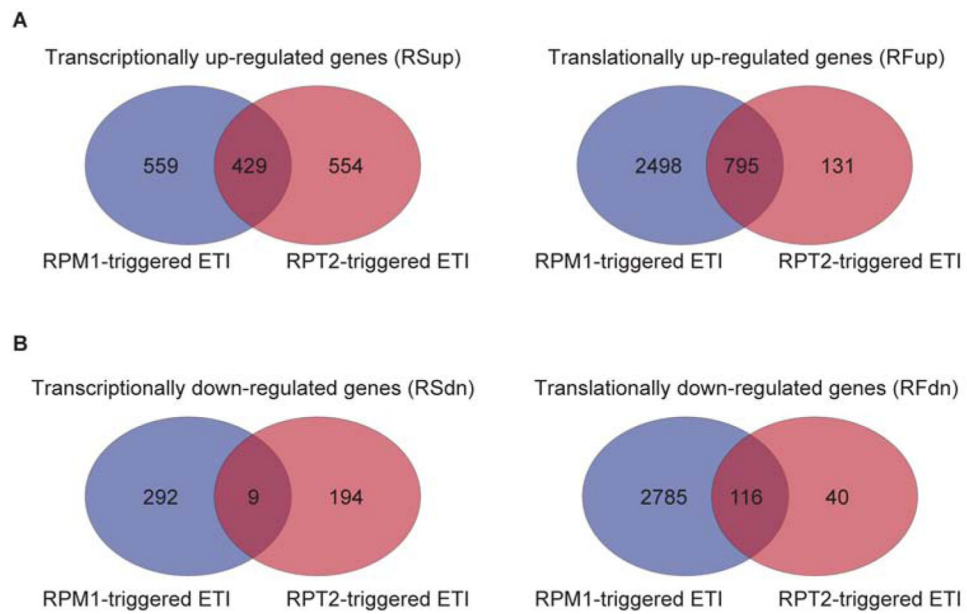 A
Transcriptionally up-regulated genes (RSup)
559 429 554
RPM1-triggered ETI RPT2-triggered ETI
Translationally up-regulated genes (RFup)
2498 795 131
RPM1-triggered ETI RPT2-triggered ETI
B
Transcriptionally down-regulated genes (RSdn)
292 9 194
RPM1-triggered ETI RPT2-triggered ETI
Translationally down-regulated genes (RFdn)
2785 116 40
RPM1-triggered ETI RPT2-triggered ETI